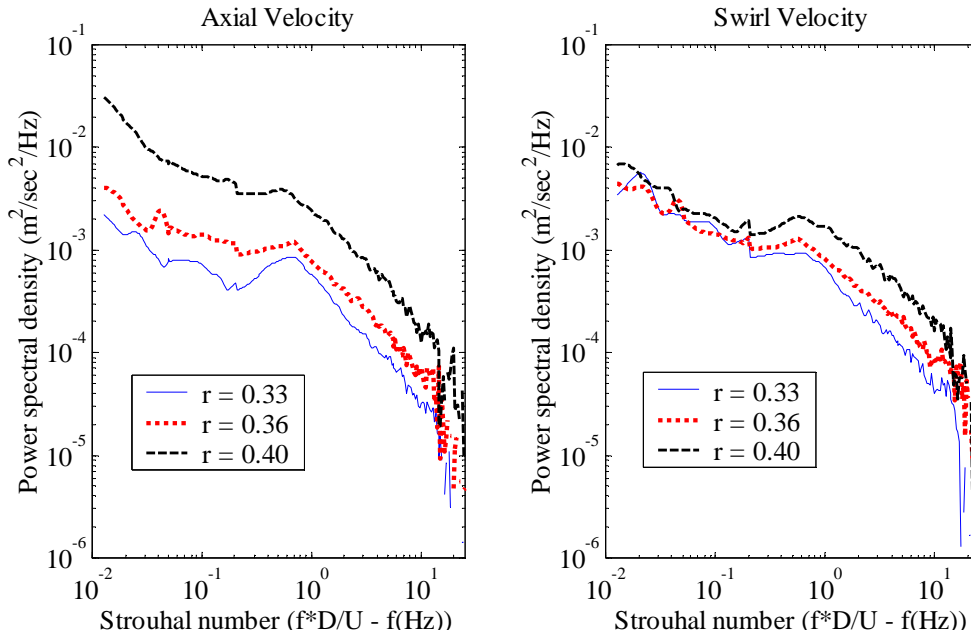 Axial Velocity
Power spectral density (m^2/sec^2/Hz)
10^-1
10^-2
10^-3
10^-4
10^-5
10^-6
r = 0.33
r = 0.36
r = 0.40
10^-2 10^-1 10^0 10^1
Strouhal number (f*D/U - f(Hz))
Swirl Velocity
Power spectral density (m^2/sec^2/Hz)
10^-1
10^-2
10^-3
10^-4
10^-5
10^-6
r = 0.33
r = 0.36
r = 0.40
10^-2 10^-1 10^0 10^1
Strouhal number (f*D/U - f(Hz))